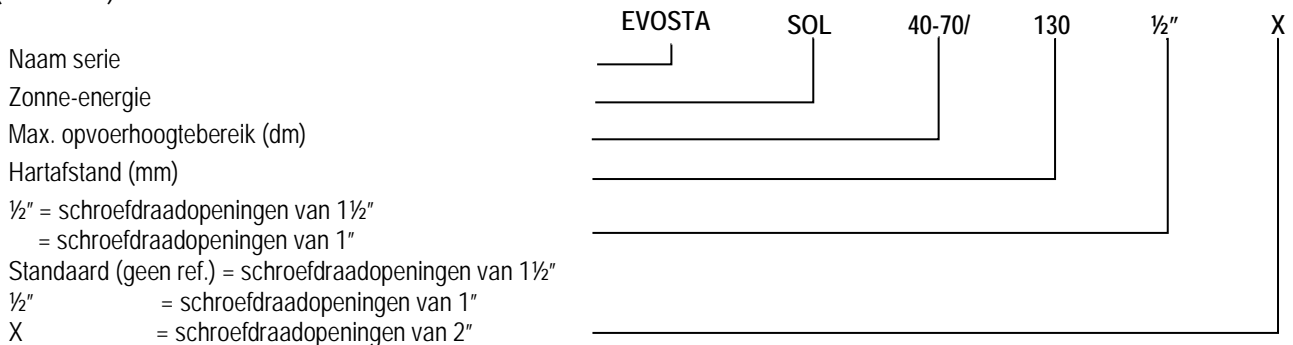 EVOSTA SOL 40-70/ 130 ½" X
Naam serie
Zonne-energie
Max. opvoerhoogtebereik (dm)
Hartafstand (mm)
½" = schroefdraadopeningen van 1½"
= schroefdraadopeningen van 1"
Standaard (geen ref.) = schroefdraadopeningen van 1½"
½" = schroefdraadopeningen van 1"
X = schroefdraadopeningen van 2"